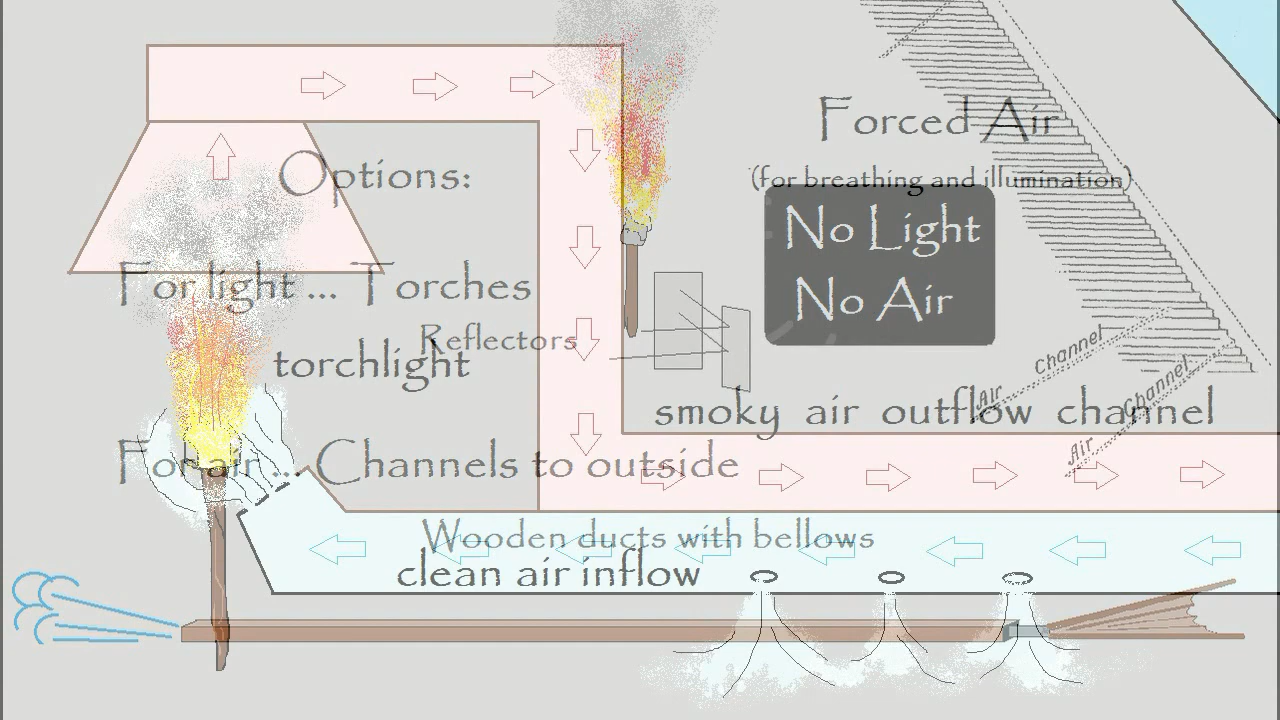 Forced Air
Options:
(for breathing and illumination)
No Light
No Air
For light ... Torches
Reflectors
torchlight
Air Channel
Air Channel
smoky air outflow channel
For air ... Channels to outside
Wooden ducts with bellows
clean air inflow